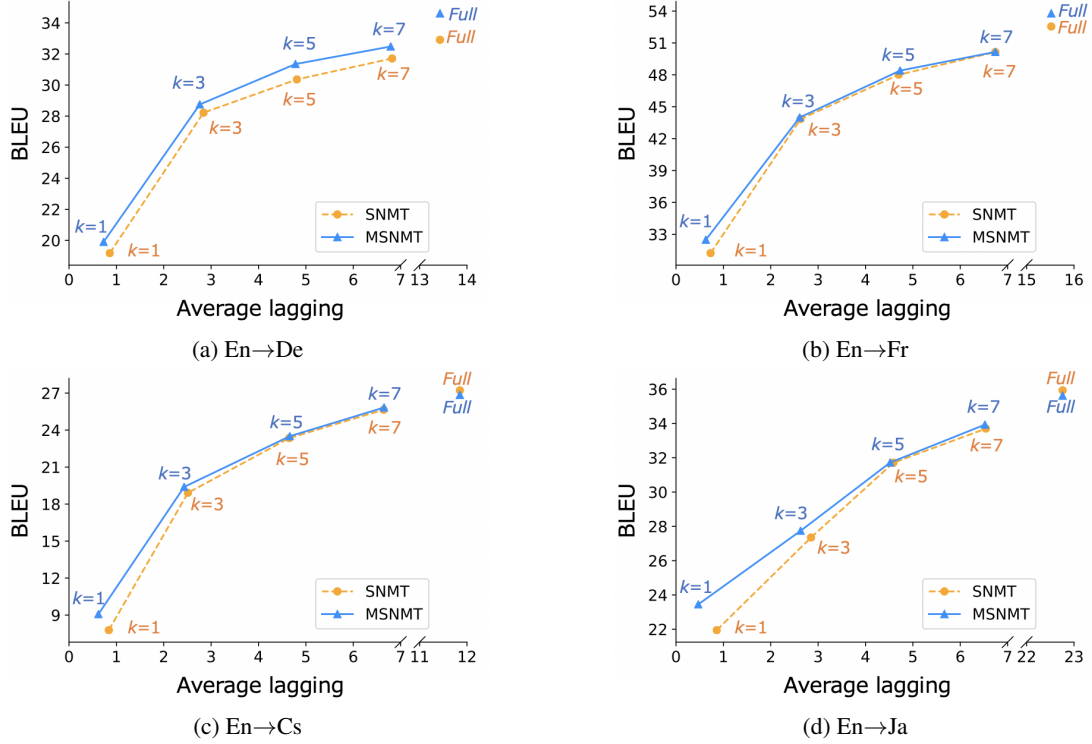 BLEU
34
32
30
28
26
24
22
20
Full
Full
k=7
k=5
k=3
k=7
k=5
k=3
k=1
k=1
SNMT
MSNMT
0 1 2 3 4 5 6 7 13 14
Average lagging
(a) En→De
BLEU
54
51
48
45
42
39
36
33
Full
Full
k=7
k=5
k=7
k=5
k=3
k=3
k=1
k=1
SNMT
MSNMT
0 1 2 3 4 5 6 7 15 16
Average lagging
(b) En→Fr
BLEU
27
24
21
18
15
12
9
Full
Full
k=7
k=5
k=7
k=3
k=5
k=3
k=1
k=1
SNMT
MSNMT
0 1 2 3 4 5 6 7 11 12
Average lagging
(c) En→Cs
BLEU
36
34
32
30
28
26
24
22
Full
Full
k=7
k=5
k=7
k=5
k=3
k=3
k=1
k=1
SNMT
MSNMT
0 1 2 3 4 5 6 7 22 23
Average lagging
(d) En→Ja